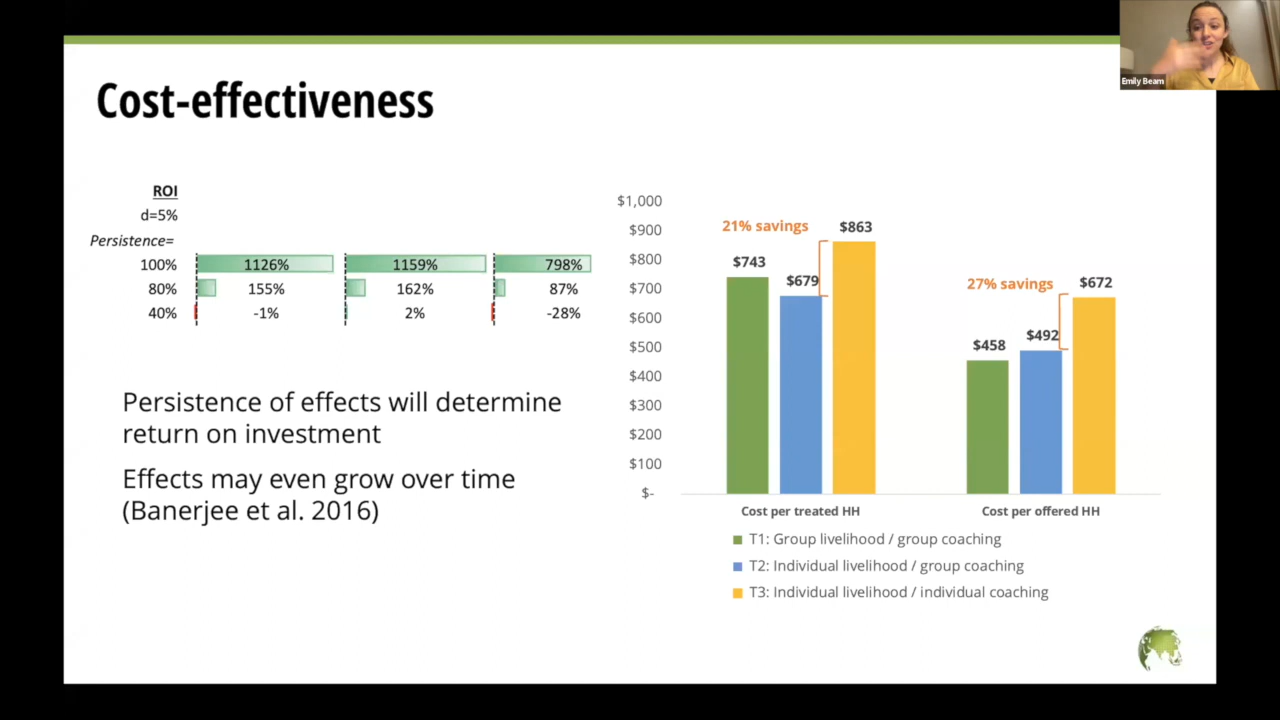 Emily Beam
Cost-effectiveness
ROI
d=5%
Persistence=
100% 1126% 1159% 798%
80% 155% 162% 87%
40% -1% 2% -28%
Persistence of effects will determine
return on investment
Effects may even grow over time
(Banerjee et al. 2016)
$1,000
$900
$800
$700
$600
$500
$400
$300
$200
$100
$-
21% savings
$743
$679
$863
27% savings
$458
$492
$672
Cost per treated HH
Cost per offered HH
T1: Group livelihood / group coaching
T2: Individual livelihood / group coaching
T3: Individual livelihood / individual coaching